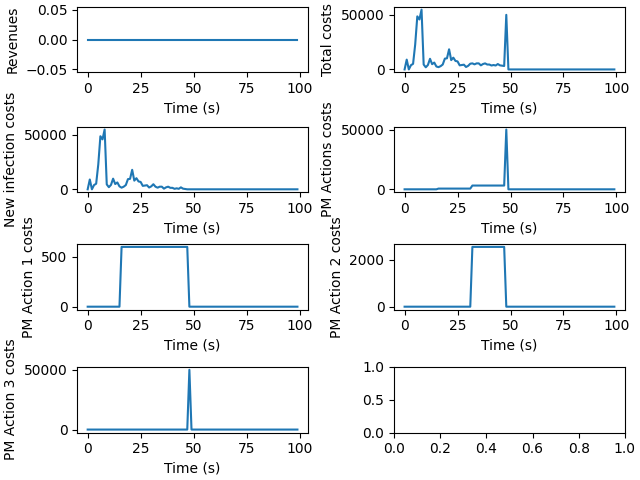 Revenues
0.05
0.00
−0.05
0 25 50 75 100
Time (s)
Total costs
50000
0
0 25 50 75 100
Time (s)
New infection costs
50000
0
0 25 50 75 100
Time (s)
PM Actions costs
50000
0
0 25 50 75 100
Time (s)
PM Action 1 costs
500
0
0 25 50 75 100
Time (s)
PM Action 2 costs
2000
0
0 25 50 75 100
Time (s)
PM Action 3 costs
50000
0
0 25 50 75 100
Time (s)
1.0
0.5
0.0
0.0 0.2 0.4 0.6 0.8 1.0